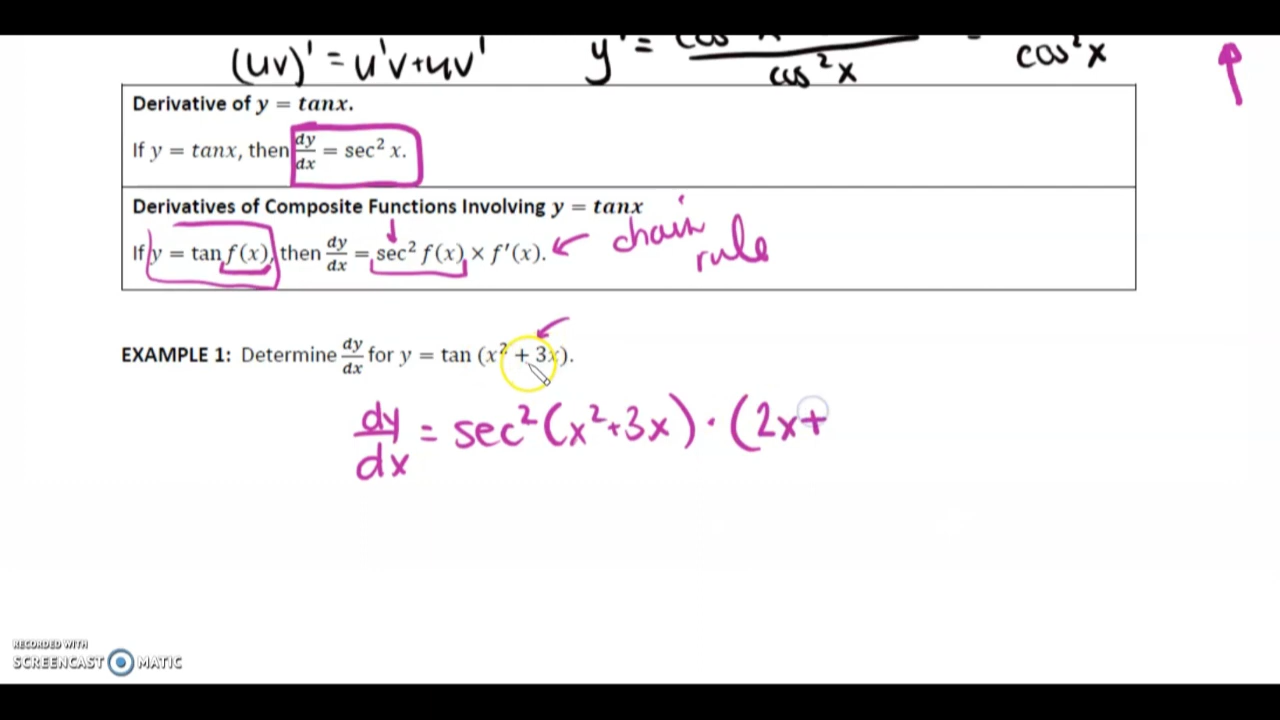 (uv)' = u'v+uv' y' = cos²x =
cos²x cos²x
Derivative of y = tanx.
If y = tanx, then dy/dx = sec² x.
Derivatives of Composite Functions Involving y = tanx
If y = tan f(x), then dy/dx = sec² f(x) × f'(x). ← chain rule
EXAMPLE 1: Determine dy/dx for y = tan (x² + 3x).
dy/dx = sec²(x²+3x) · (2x+
RECORDED WITH
SCREENCAST MATIC